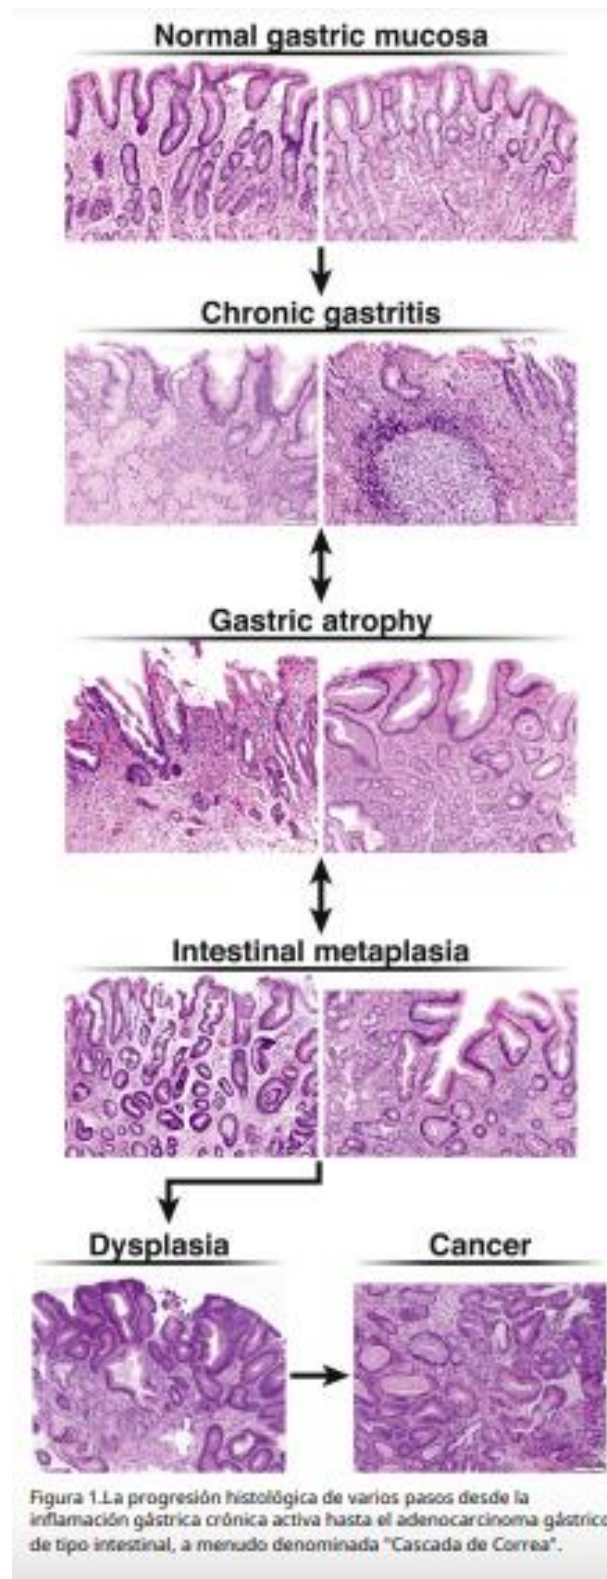 Normal gastric mucosa
Chronic gastritis
Gastric atrophy
Intestinal metaplasia
Dysplasia
Cancer
Figura 1.La progresión histológica de varios pasos desde la
inflamación gástrica crónica activa hasta el adenocarcinoma gástrico
de tipo intestinal, a menudo denominada "Cascada de Correa".